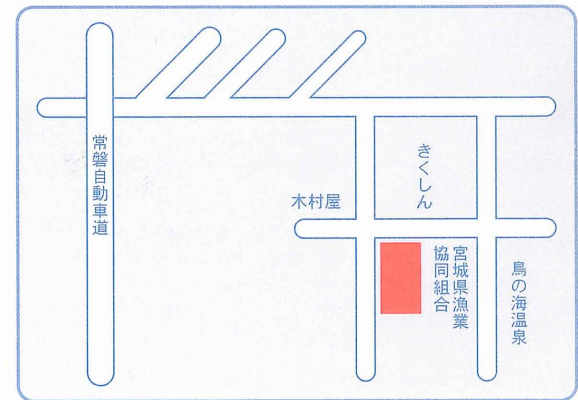 常磐自動車道
木村屋
きくしん
宮城県漁業
協同組合
鳥の海温泉